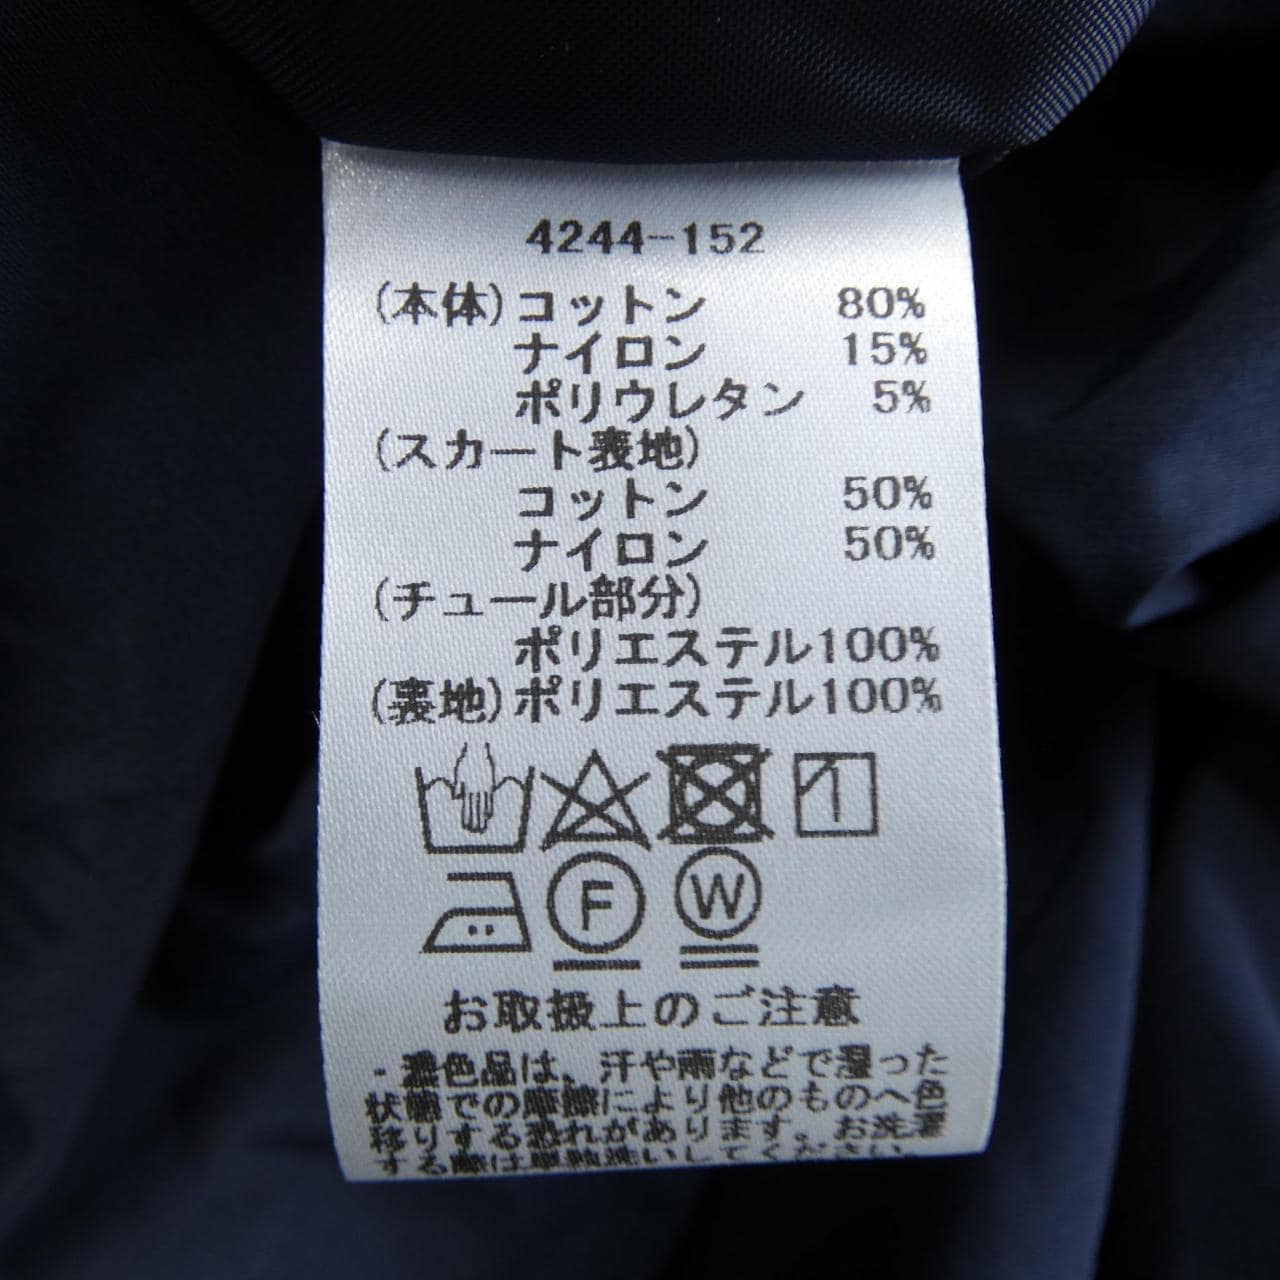 4244-152
(本体)コットン 80%
ナイロン 15%
ポリウレタン 5%
(スカート表地)
コットン 50%
ナイロン 50%
(チュール部分)
ポリエステル100%
(裏地)ポリエステル100%
F W
お取扱上のご注意
・濃色品は、汗や雨などで湿った
状態での摩擦により他のものへ色
移りする恐れがあります。お洗濯
する際は単独洗いしてください。